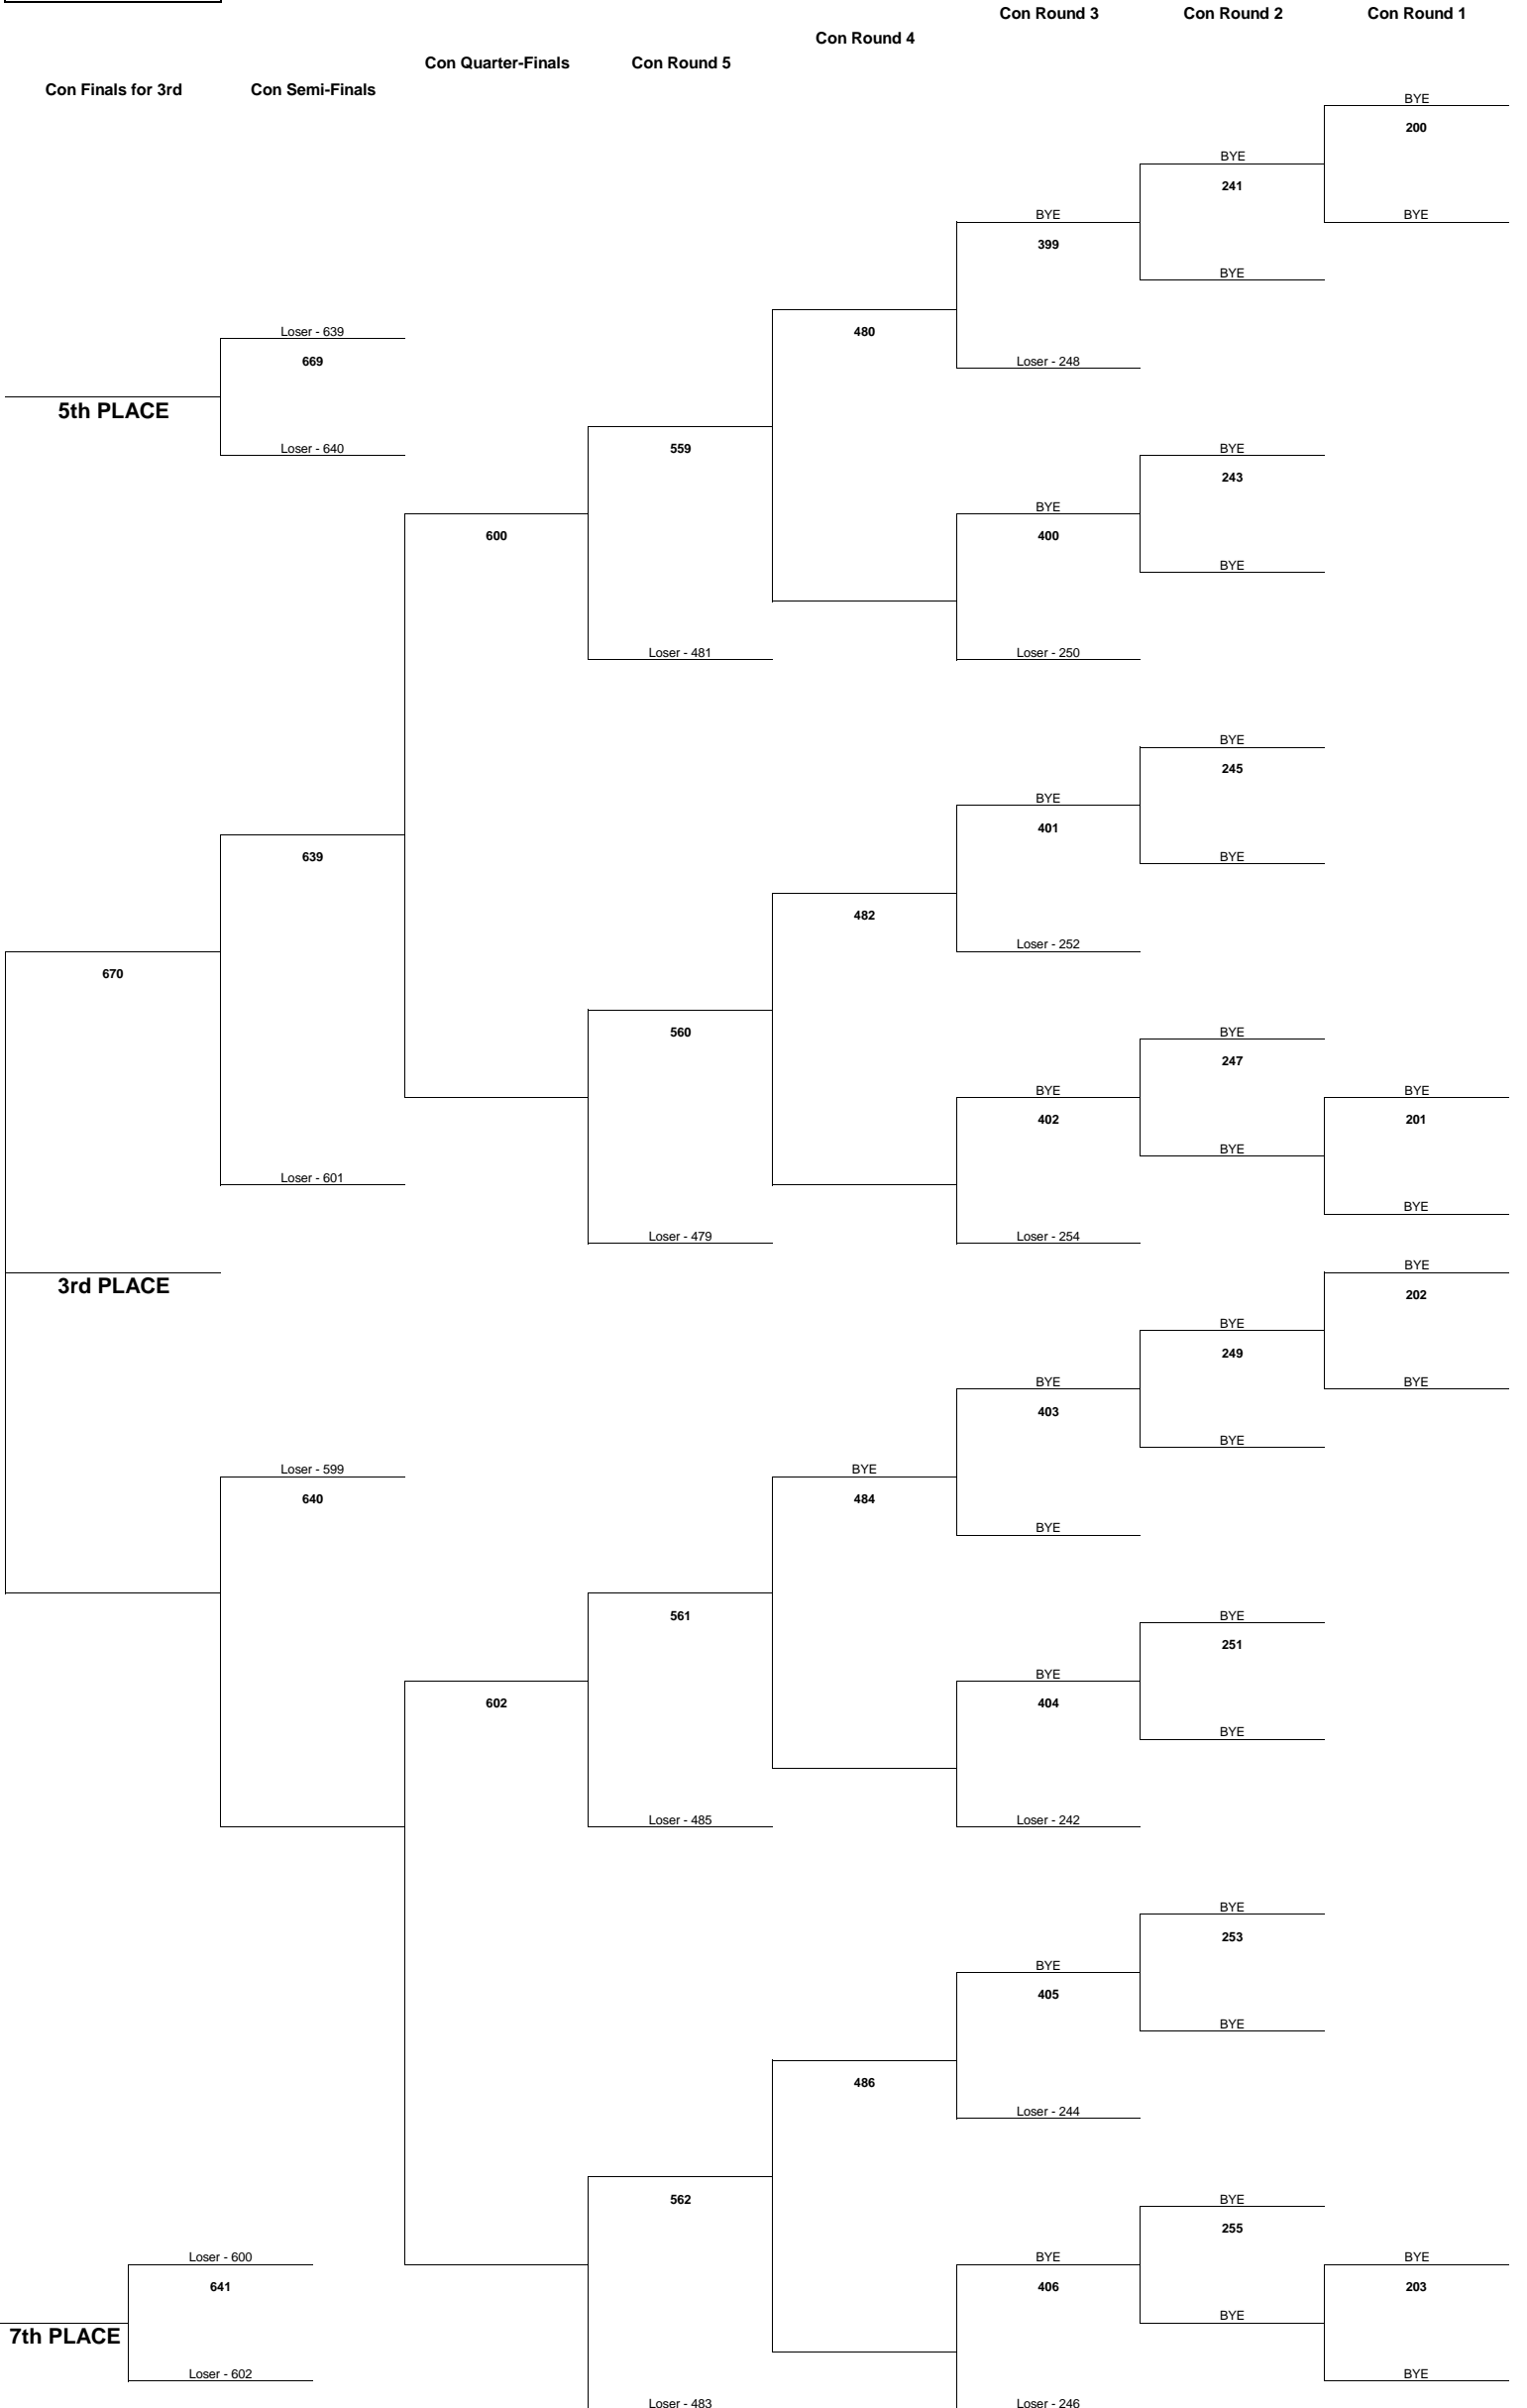 Con Round 3 Con Round 2 Con Round 1
Con Round 4
Con Quarter-Finals Con Round 5
Con Finals for 3rd Con Semi-Finals
BYE
200
BYE
241
BYE BYE
399
BYE
Loser - 639 480
669 Loser - 248
5th PLACE
Loser - 640 559 BYE
243
BYE
600 400
BYE
Loser - 481 Loser - 250
BYE
245
BYE
401
639 BYE
482
Loser - 252
670
560 BYE
247
BYE BYE
402 201
BYE
Loser - 601
BYE
Loser - 479 Loser - 254
3rd PLACE BYE
202
BYE
249
BYE BYE
403
BYE
Loser - 599 BYE
640 484
BYE
561 BYE
251
BYE
602 404
BYE
Loser - 485 Loser - 242
BYE
253
BYE
405
BYE
486
Loser - 244
562 BYE
255
Loser - 600 BYE BYE
641 406 203
BYE
7th PLACE
Loser - 602 BYE
Loser - 483 Loser - 246